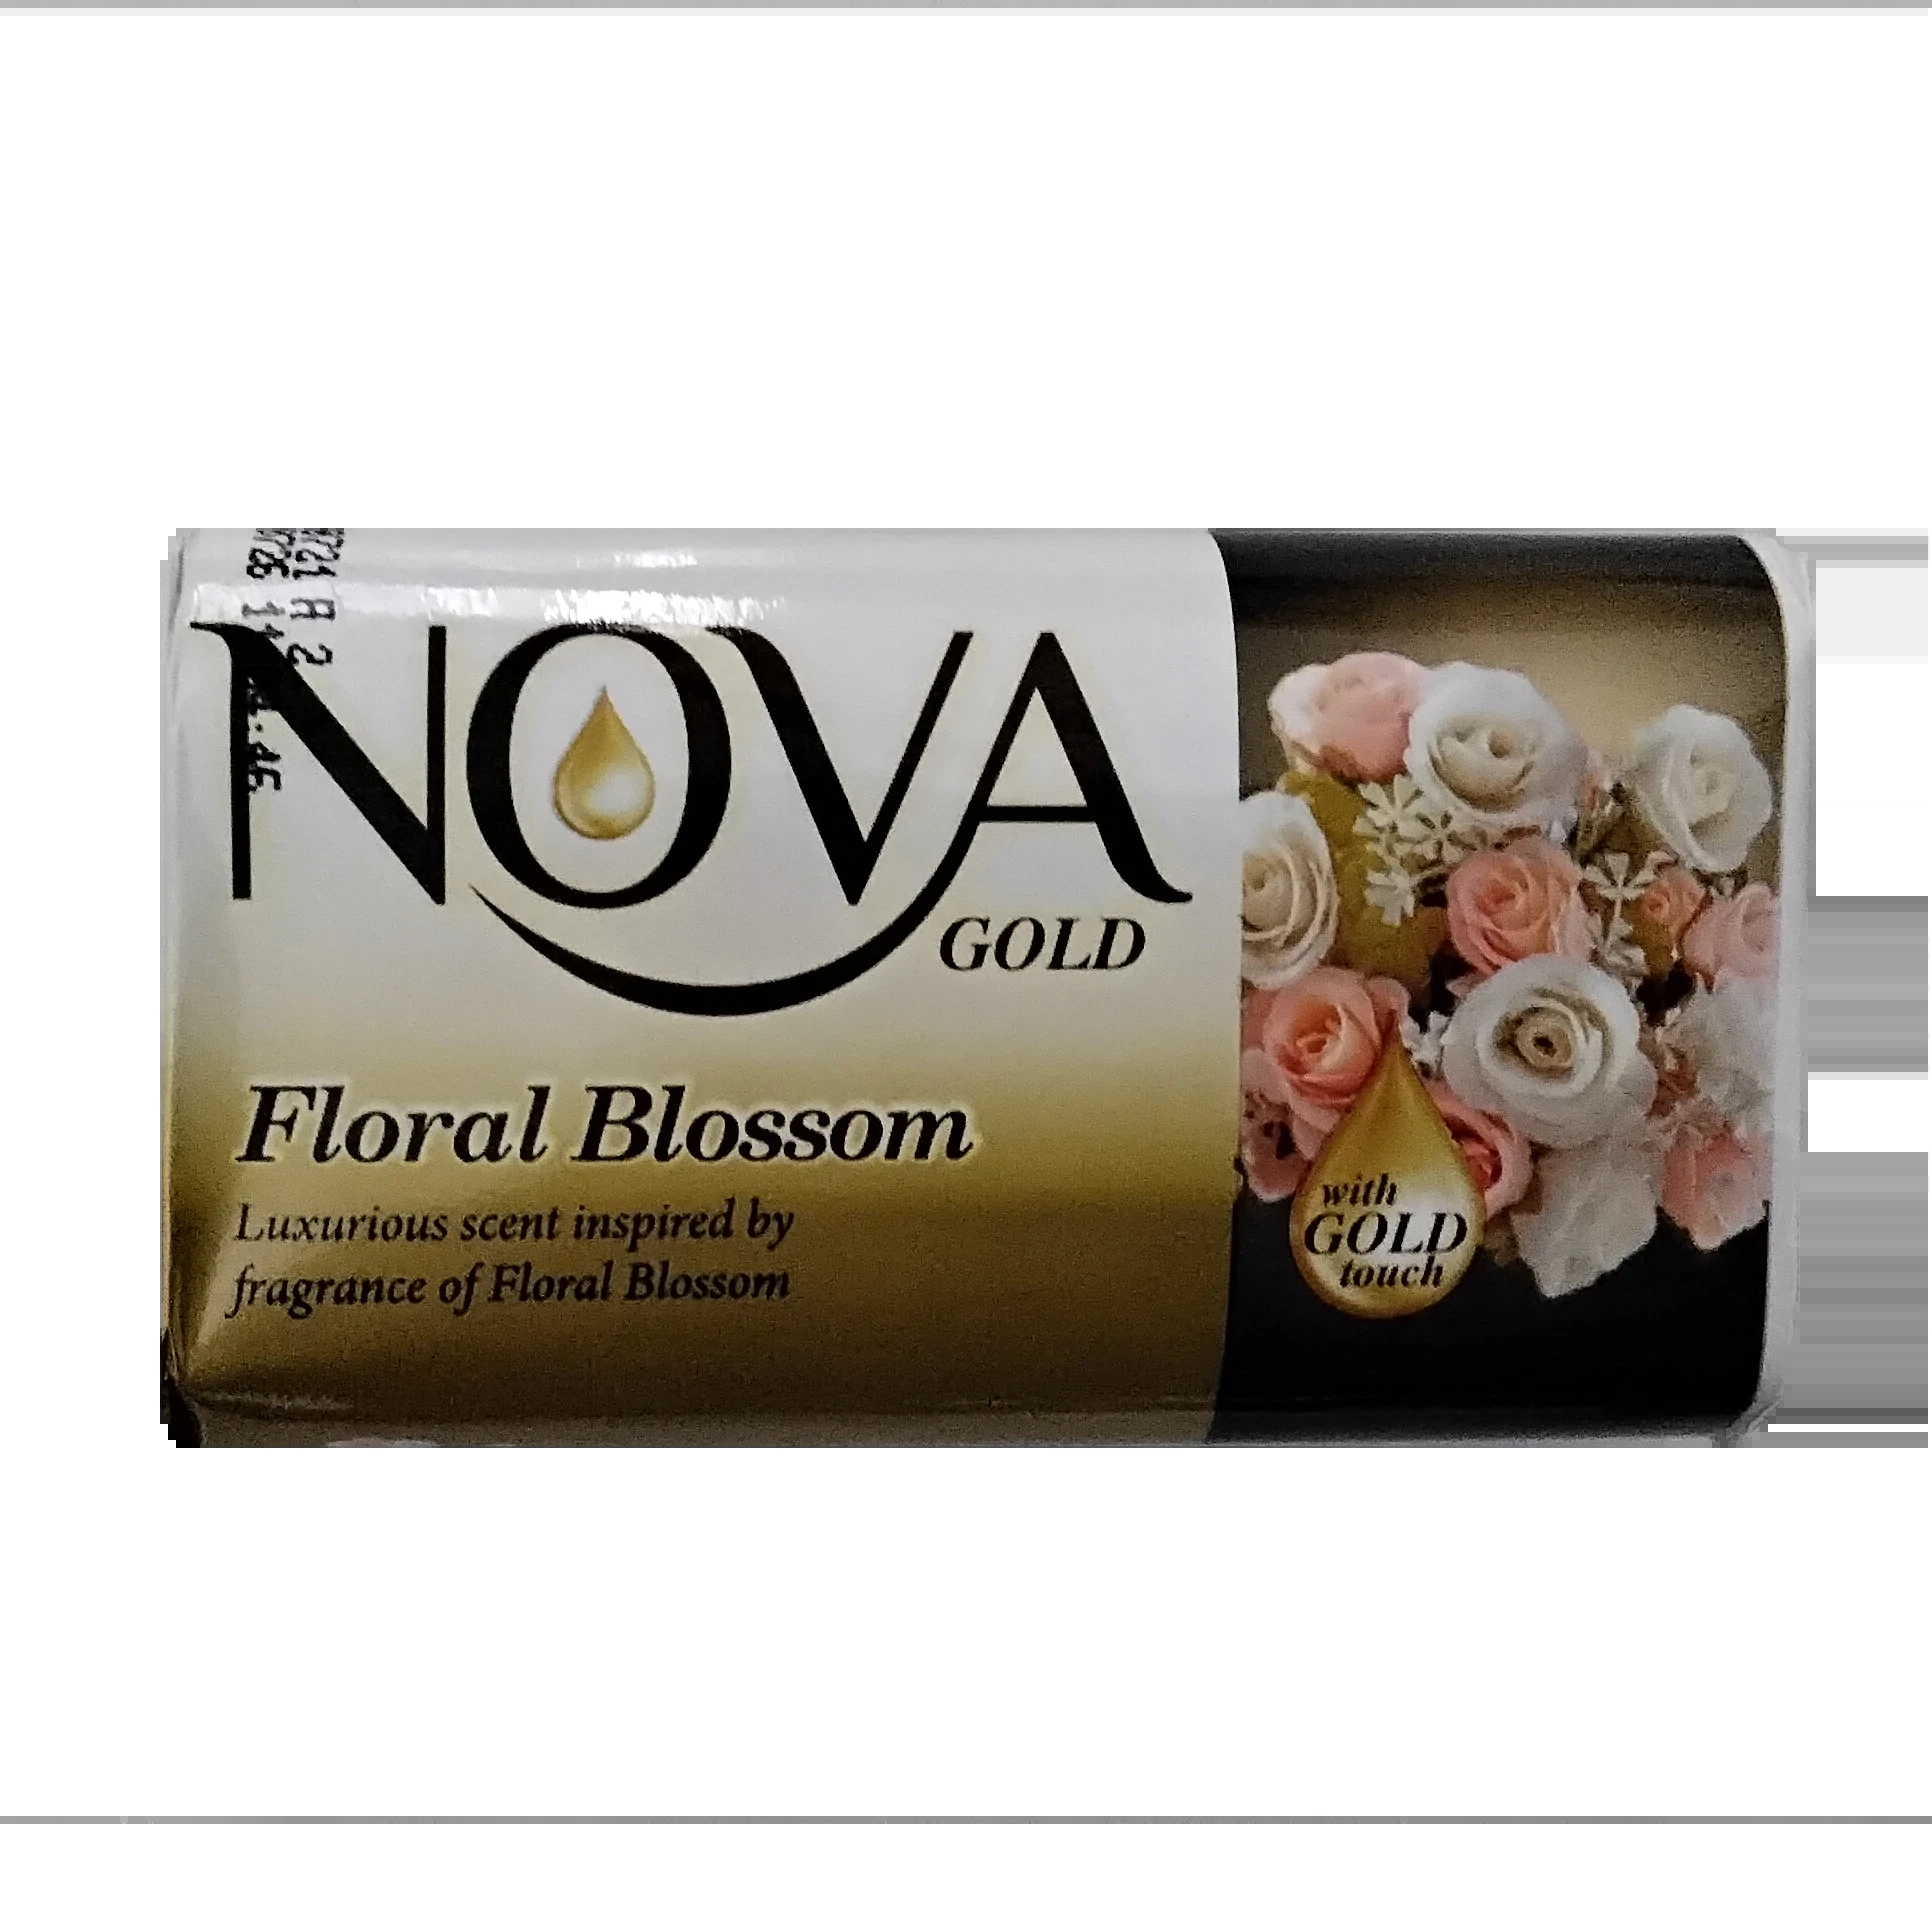 NOVA
GOLD
Floral Blossom
Luxurious scent inspired by
fragrance of Floral Blossom
with
GOLD
touch